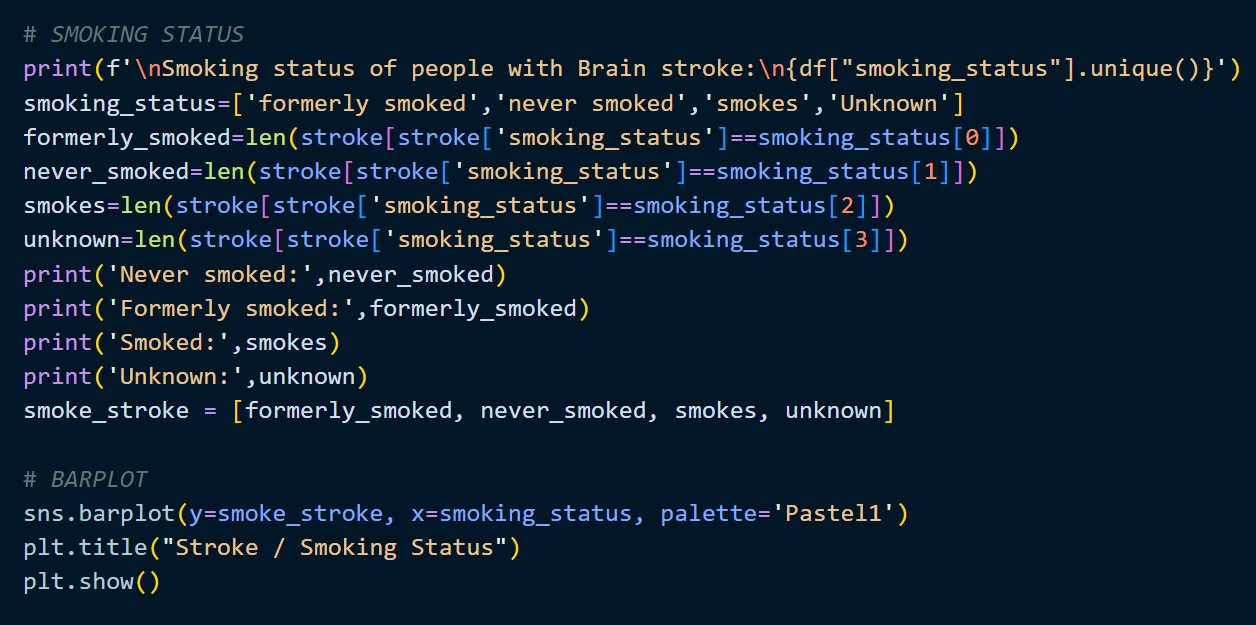 # SMOKING STATUS
print(f'\nSmoking status of people with Brain stroke:\n{df["smoking_status"].unique()}')
smoking_status=['formerly smoked','never smoked','smokes','Unknown']
formerly_smoked=len(stroke[stroke['smoking_status']==smoking_status[0]])
never_smoked=len(stroke[stroke['smoking_status']==smoking_status[1]])
smokes=len(stroke[stroke['smoking_status']==smoking_status[2]])
unknown=len(stroke[stroke['smoking_status']==smoking_status[3]])
print('Never smoked:',never_smoked)
print('Formerly smoked:',formerly_smoked)
print('Smoked:',smokes)
print('Unknown:',unknown)
smoke_stroke = [formerly_smoked, never_smoked, smokes, unknown]
# BARPLOT
sns.barplot(y=smoke_stroke, x=smoking_status, palette='Pastel1')
plt.title("Stroke / Smoking Status")
plt.show()